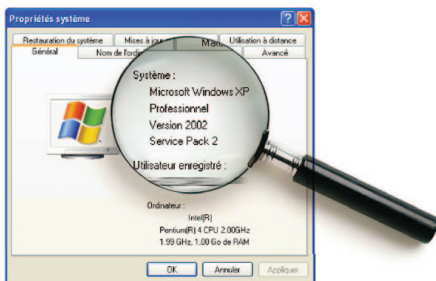 Propriétés système
Restauration du système
Mises à jour
Utilisation à distance
Général
Nom de l'ordi
Avancé
Système :
Microsoft Windows XP
Professionnel
Version 2002
Service Pack 2
Utilisateur enregistré :
Ordinateur :
Intel(R)
Pentium(R) 4 CPU 2.00GHz
1.99 GHz, 1,00 Go de RAM
OK
Annuler
Appliquer